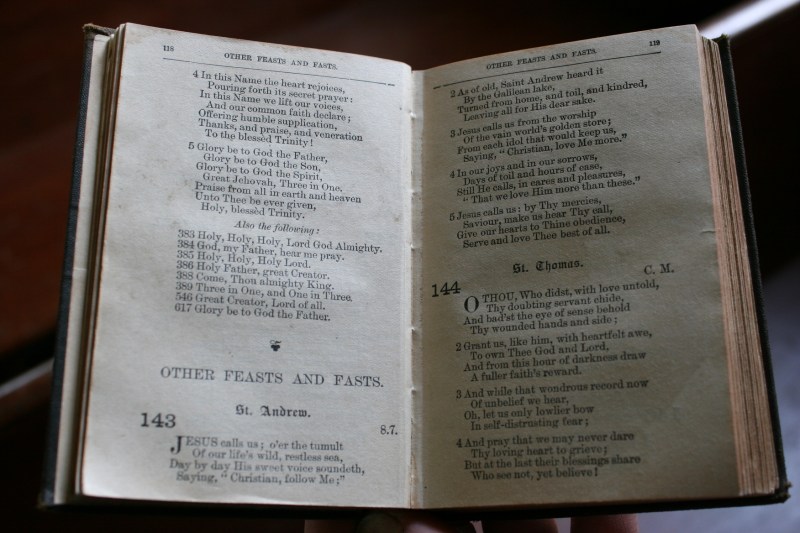 118
OTHER FEASTS AND FASTS.
4 In this Name the heart rejoices,
Pouring forth its secret prayer:
In this Name we lift our voices,
And our common faith declare;
Offering humble supplication,
Thanks, and praise, and veneration
To the blessèd Trinity!
5 Glory be to God the Father,
Glory be to God the Son,
Glory be to God the Spirit,
Great Jehovah, Three in One.
Praise from all in earth and heaven
Unto Thee be ever given,
Holy, blessèd Trinity.
Also the following:
383 Holy, Holy, Holy, Lord God Almighty.
384 God, my Father, hear me pray.
385 Holy, Holy, Holy Lord.
386 Holy Father, great Creator.
388 Come, Thou almighty King.
389 Three in One, and One in Three.
546 Great Creator, Lord of all.
617 Glory be to God the Father.
OTHER FEASTS AND FASTS.
St. Andrew.
143
8.7.
JESUS calls us; o'er the tumult
Of our life's wild, restless sea,
Day by day His sweet voice soundeth,
Saying, "Christian, follow Me;"
OTHER FEASTS AND FASTS.
119
2 As of old, Saint Andrew heard it
By the Galilean lake,
Turned from home, and toil, and kindred,
Leaving all for His dear sake.
3 Jesus calls us from the worship
Of the vain world's golden store;
From each idol that would keep us,
Saying, "Christian, love Me more."
4 In our joys and in our sorrows,
Days of toil and hours of ease,
Still He calls, in cares and pleasures,
"That we love Him more than these."
5 Jesus calls us: by Thy mercies,
Saviour, make us hear Thy call,
Give our hearts to Thine obedience,
Serve and love Thee best of all.
St. Thomas.
144
C. M.
O THOU, Who didst, with love untold,
Thy doubting servant chide,
And bad'st the eye of sense behold
Thy wounded hands and side;
2 Grant us, like him, with heartfelt awe,
To own Thee God and Lord,
And from this hour of darkness draw
A fuller faith's reward.
3 And while that wondrous record now
Of unbelief we hear,
Oh, let us only lowlier bow
In self-distrusting fear;
4 And pray that we may never dare
Thy loving heart to grieve;
But at the last their blessings share
Who see not, yet believe!